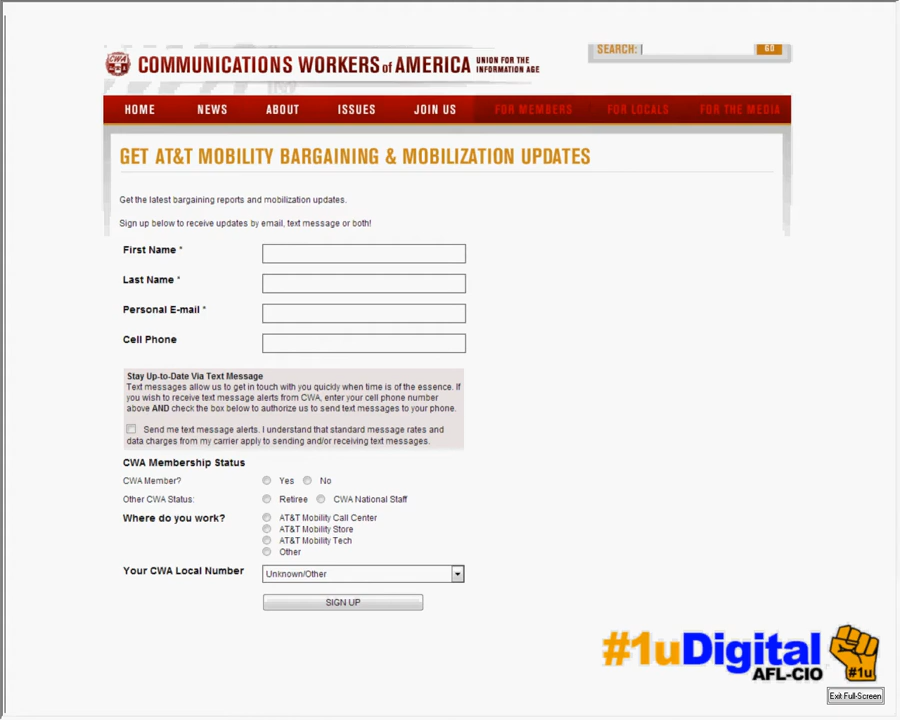 SEARCH:
GO
CWA
COMMUNICATIONS WORKERS of AMERICA
UNION FOR THE
INFORMATION AGE
HOME NEWS ABOUT ISSUES JOIN US FOR MEMBERS FOR LOCALS FOR THE MEDIA
GET AT&T MOBILITY BARGAINING & MOBILIZATION UPDATES
Get the latest bargaining reports and mobilization updates.
Sign up below to receive updates by email, text message or both!
First Name *
Last Name *
Personal E-mail *
Cell Phone
Stay Up-to-Date Via Text Message
Text messages allow us to get in touch with you quickly when time is of the essence. If
you wish to receive text message alerts from CWA, enter your cell phone number
above AND check the box below to authorize us to send text messages to your phone.
Send me text message alerts. I understand that standard message rates and
data charges from my carrier apply to sending and/or receiving text messages.
CWA Membership Status
CWA Member? Yes No
Other CWA Status: Retiree CWA National Staff
Where do you work? AT&T Mobility Call Center
AT&T Mobility Store
AT&T Mobility Tech
Other
Your CWA Local Number Unknown/Other
SIGN UP
#1uDigital
AFL-CIO
#1u
Exit Full-Screen